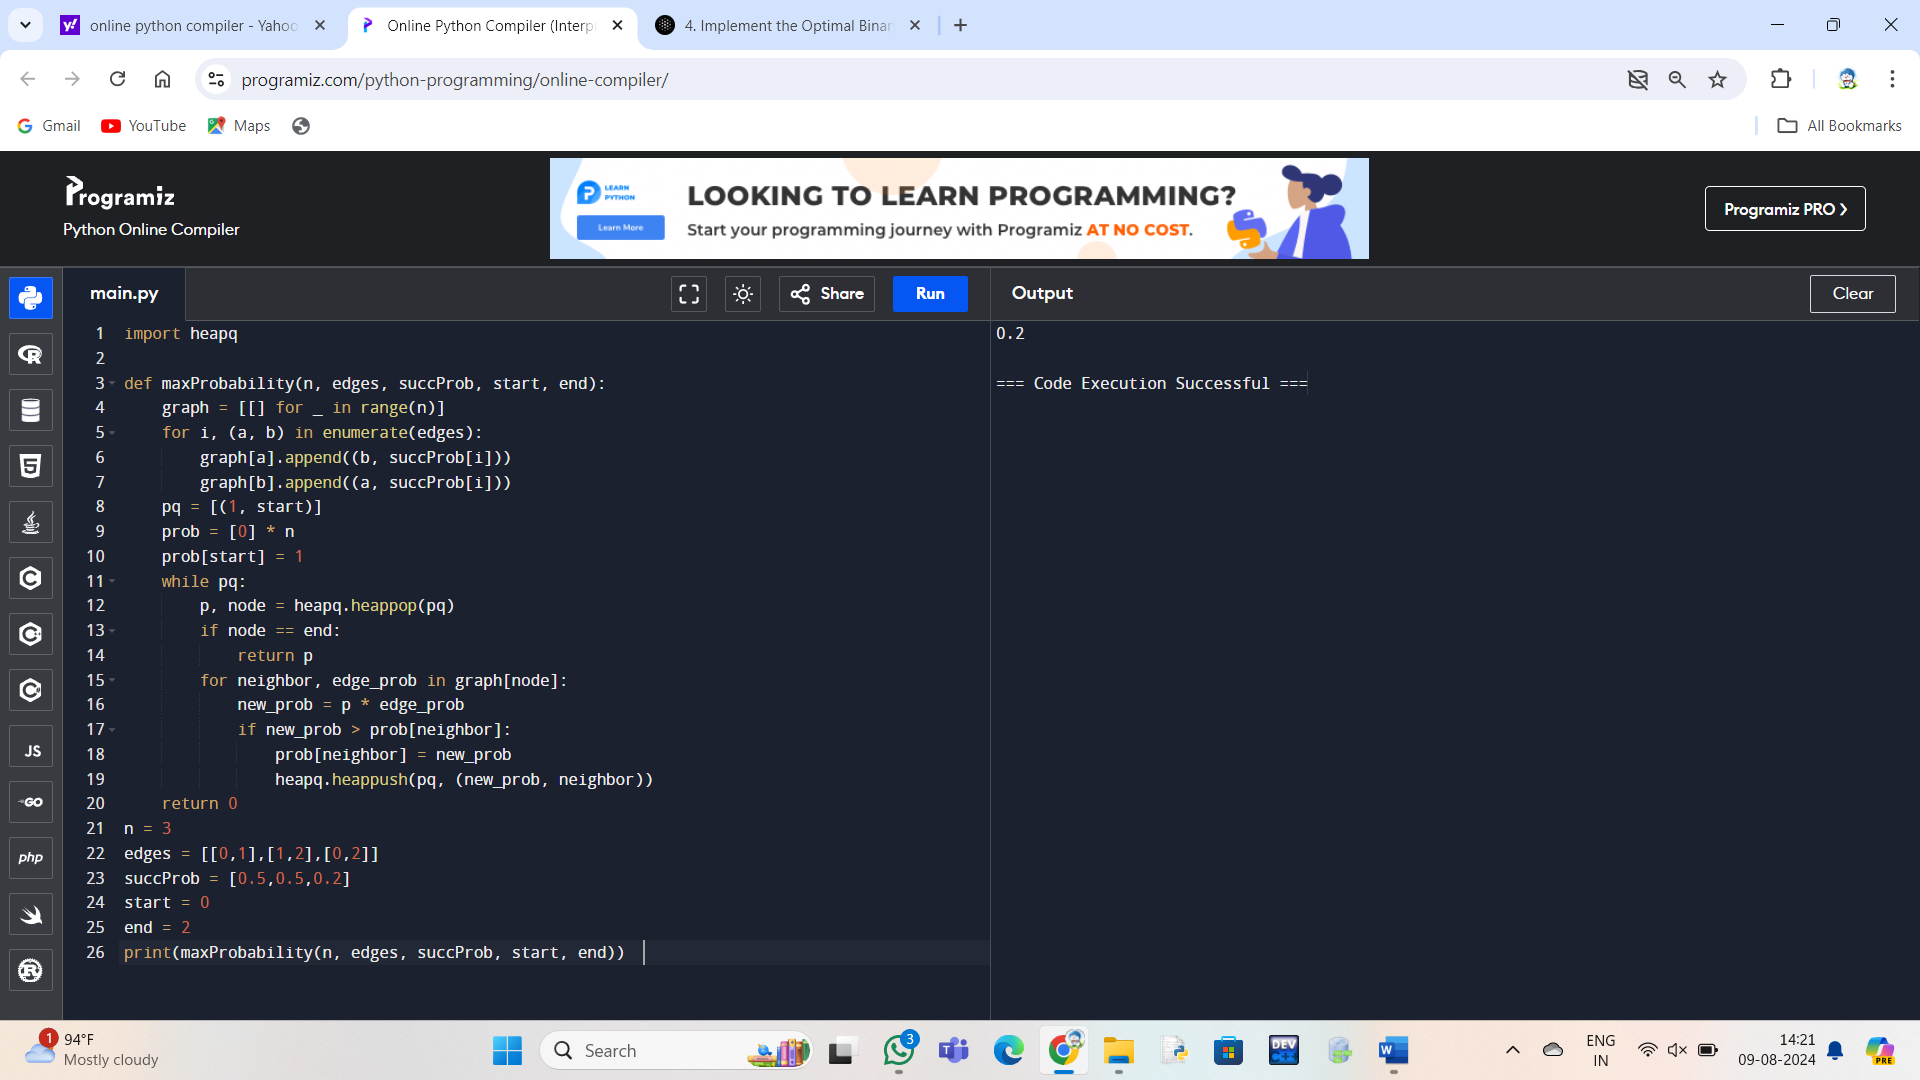 online python compiler - Yahoo
Online Python Compiler (Interp
4. Implement the Optimal Binar
programiz.com/python-programming/online-compiler/
Gmail
YouTube
Maps
All Bookmarks
Programiz
Python Online Compiler
LEARN
PYTHON
Learn More
LOOKING TO LEARN PROGRAMMING?
Start your programming journey with Programiz AT NO COST.
Programiz PRO
main.py
Share
Run
Output
Clear
1 import heapq
2
3 def maxProbability(n, edges, succProb, start, end):
4     graph = [[] for _ in range(n)]
5     for i, (a, b) in enumerate(edges):
6         graph[a].append((b, succProb[i]))
7         graph[b].append((a, succProb[i]))
8     pq = [(1, start)]
9     prob = [0] * n
10     prob[start] = 1
11     while pq:
12         p, node = heapq.heappop(pq)
13         if node == end:
14             return p
15         for neighbor, edge_prob in graph[node]:
16             new_prob = p * edge_prob
17             if new_prob > prob[neighbor]:
18                 prob[neighbor] = new_prob
19                 heapq.heappush(pq, (new_prob, neighbor))
20     return 0
21 n = 3
22 edges = [[0,1],[1,2],[0,2]]
23 succProb = [0.5,0.5,0.2]
24 start = 0
25 end = 2
26 print(maxProbability(n, edges, succProb, start, end))
0.2
=== Code Execution Successful ===
JS
GO
php
1
94°F
Mostly cloudy
Search
3
DEV
ENG
IN
14:21
09-08-2024
PRE